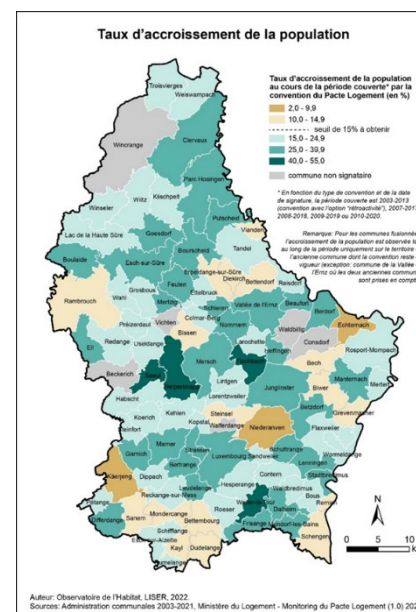 Taux d'accroissement de la population
Taux d'accroissement de la population
au cours de la période couverte* par la
convention du Pacte Logement (en %)
2,0 - 9,9
10,0 - 14,9
seuil de 15% à obtenir
15,0 - 24,9
25,0 - 39,9
40,0 - 55,0
commune non signataire
* En fonction du type de convention et de la date
de signature, la période couverte est 2003-2013
(convention avec l'option "rétroactivité"), 2007-201
2008-2018, 2009-2019 ou 2010-2020.
Remarque: Pour les communes fusionnée
l'accroissement de la population est observée
au long de la période uniquement sur le territoire
l'ancienne commune dont la convention reste
vigueur (exception: commune de la Vallée
l'Ernz où les deux anciennes commun
sont prises en compt
Troisvierges
Weiswampach
Wincrange
Clervaux
Parc Hosingen
Wiltz
Kiischpelt
Winseler
Putscheid
Lac de la Haute Sûre
Goesdorf
Bourscheid
Vianden
Tandel
Boulaide
Esch-sur-Sûre
Diekirch
Erpeldange-sur-Sûre
Feulen
Bettendorf
Reisdorf
Rambrouch
Wahl
Grosbous
Ettelbruck
Mertzig
Schieren
Vallée de l'Ernz
Beaufort
Berdorf
Colmar-Berg
Préizerdaul
Vichten
Bissen
Nommern
Waldbillig
Echternach
Ell
Redange
Useldange
Larochette
Heffingen
Consdorf
Rosport-Mompach
Beckerich
Saeul
Helperknapp
Mersch
Fischbach
Bech
Lintgen
Manternach
Mertert
Habscht
Lorentzweiler
Junglinster
Biwer
Koerich
Kehlen
Steinsel
Betzdorf
Grevenmacher
Steinfort
Kopstal
Walferdange
Niederanven
Flaxweiler
Mamer
Strassen
Schuttrange
Wormeldange
Garnich
Bertrange
Luxembourg
Sandweiler
Lenningen
Käerjeng
Dippach
Contern
Stadtbredimus
Leudelange
Hesperange
Waldbredimus
Reckange-sur-Mess
Bous
Pétange
Weiler-la-Tour
Dalheim
Differdange
Sanem
Mondercange
Roeser
Bettembourg
Frisange
Mondorf-les-Bains
Schifflange
Schengen
Esch-sur-Alzette
Kayl
Dudelange
Rumelange
N
0 5 10
Auteur: Observatoire de l'Habitat, LISER, 2022.
Sources: Administration communales 2003-2021, Ministère du Logement - Monitoring du Pacte Logement (1.0) 202